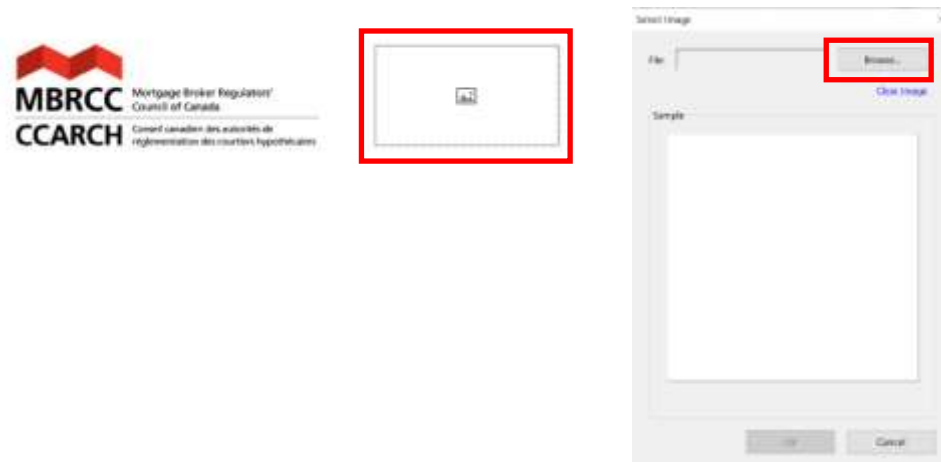 MBRCC
Mortgage Broker Regulators'
Council of Canada
CCARCH
Conseil canadien des autorités de
réglementation des courtiers hypothécaires
Select Image
File
Browse...
Clear Image
Sample
Cancel